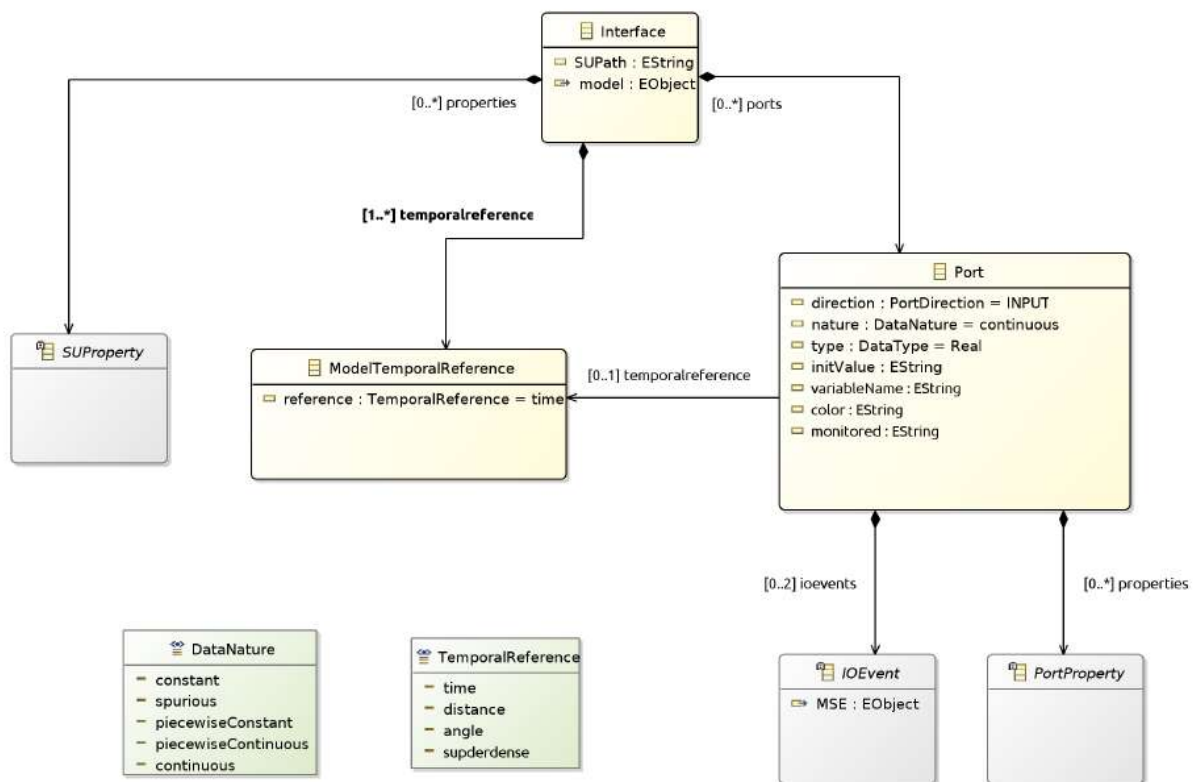 Interface
SUPath : EString
model : EObject
[0..*] properties
[0..*] ports
[1..*] temporalreference
Port
direction : PortDirection = INPUT
nature : DataNature = continuous
type : DataType = Real
initValue : EString
variableName : EString
color : EString
monitored : EString
SUProperty
ModelTemporalReference
reference : TemporalReference = time
[0..1] temporalreference
[0..2] ioevents
[0..*] properties
DataNature
constant
spurious
piecewiseConstant
piecewiseContinuous
continuous
TemporalReference
time
distance
angle
supderdense
IOEvent
MSE : EObject
PortProperty